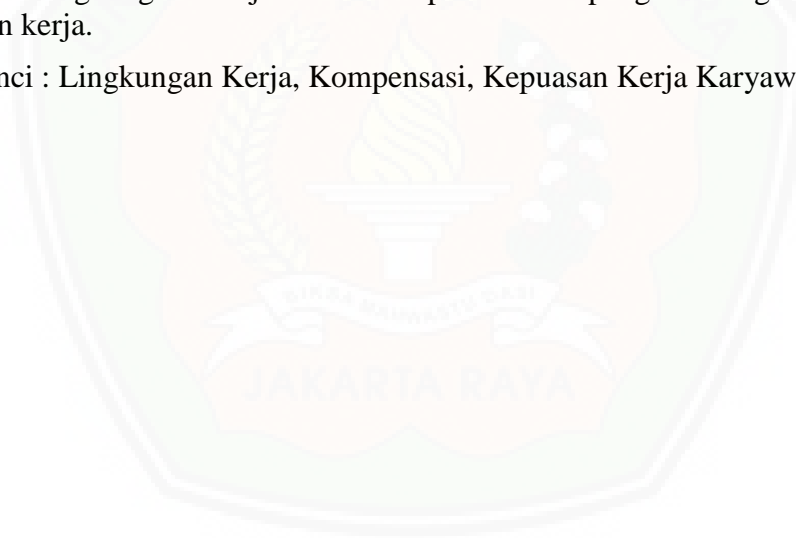 n kerja.
nci : Lingkungan Kerja, Kompensasi, Kepuasan Kerja Karyaw
JAKARTA RAYA